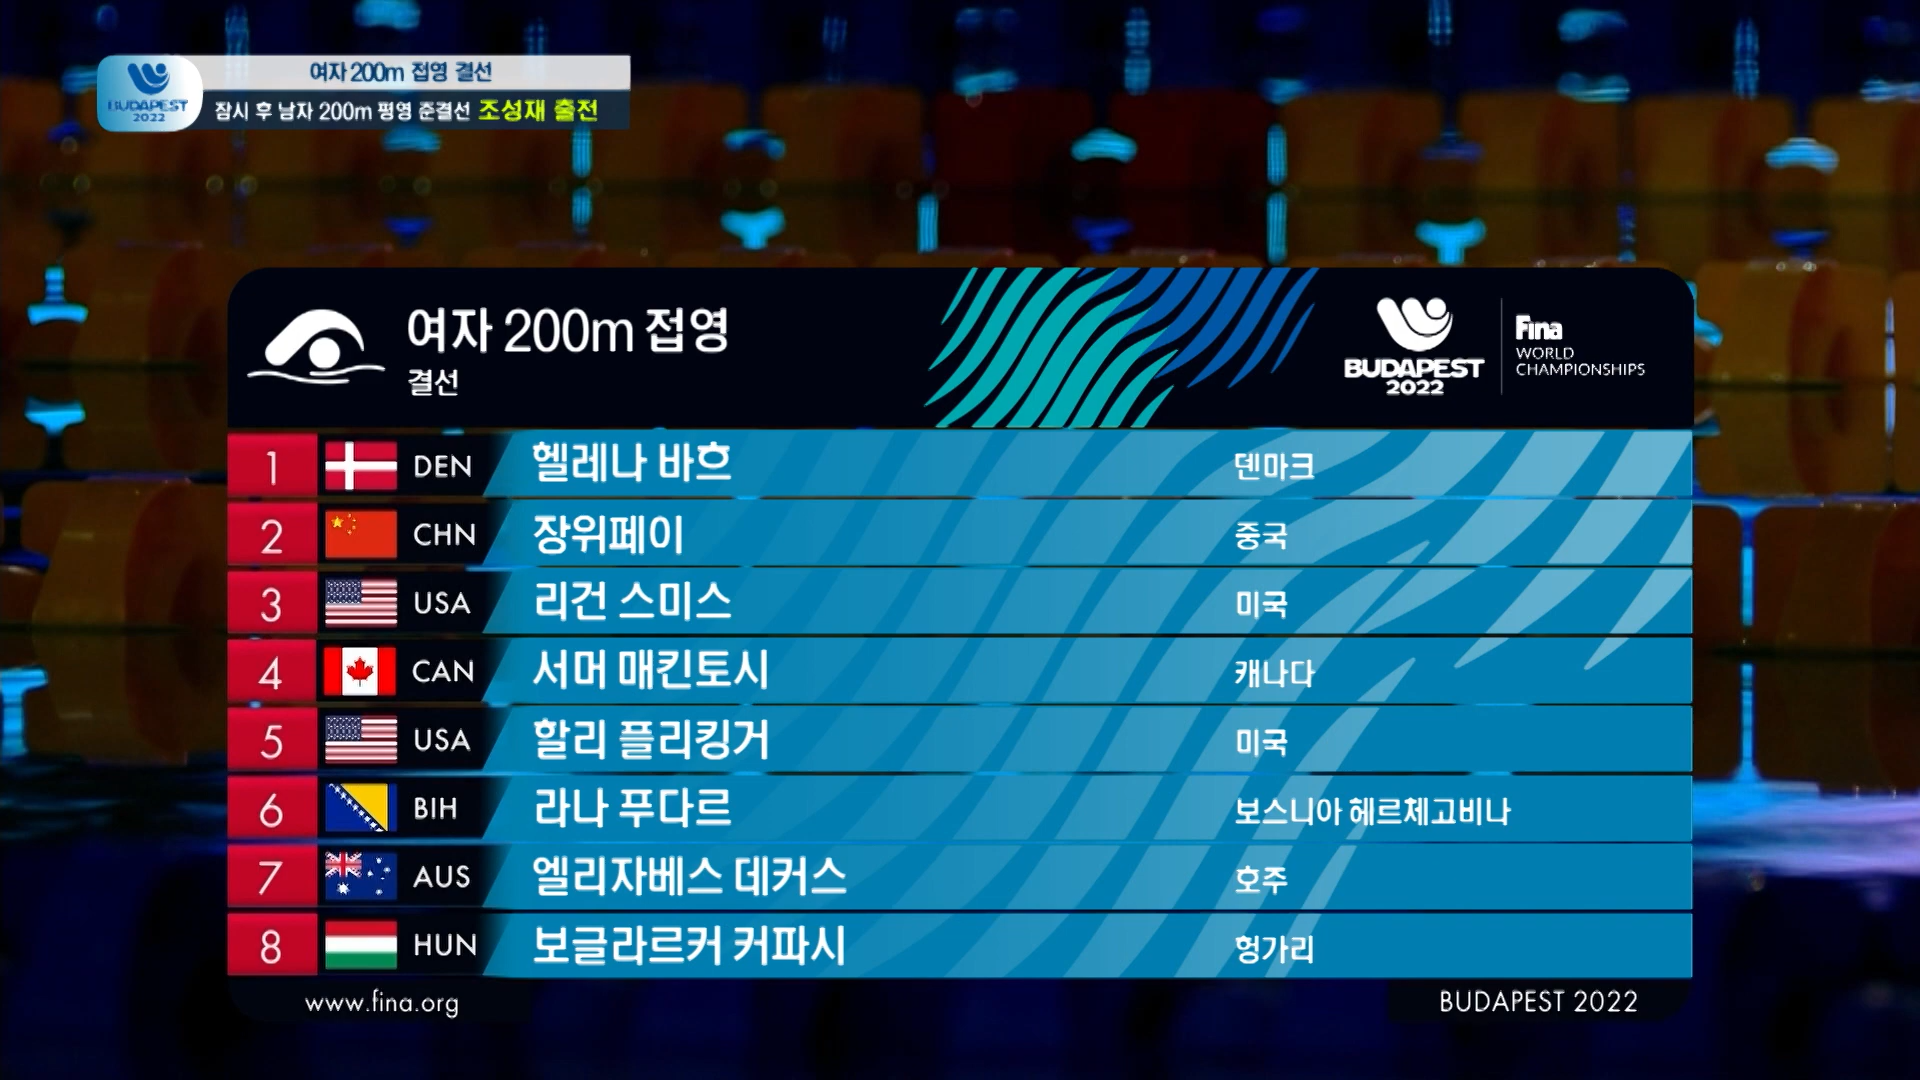 BUDAPEST
2022
여자 200m 접영 결선
잠시 후 남자 200m 평영 준결선 조성재 출전
여자 200m 접영
결선
BUDAPEST
2022
Fina
WORLD
CHAMPIONSHIPS
1 DEN 헬레나 바흐 덴마크
2 CHN 장위페이 중국
3 USA 리건 스미스 미국
4 CAN 서머 매킨토시 캐나다
5 USA 할리 플리킹거 미국
6 BIH 라나 푸다르 보스니아 헤르체고비나
7 AUS 엘리자베스 데커스 호주
8 HUN 보글라르커 커파시 헝가리
www.fina.org
BUDAPEST 2022